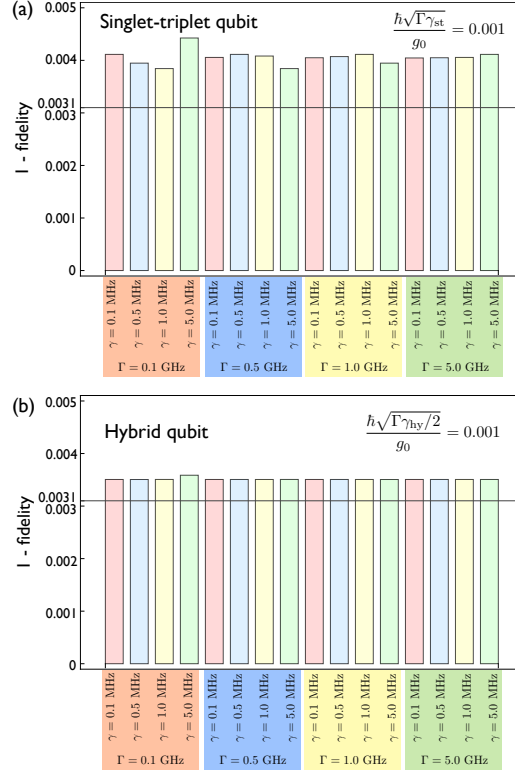 (a)
Singlet-triplet qubit
ħ√Γγst / g0 = 0.001
1 - fidelity
0.005
0.004
0.0031
0.003
0.002
0.001
0
γ = 0.1 MHz
γ = 0.5 MHz
γ = 1.0 MHz
γ = 5.0 MHz
γ = 0.1 MHz
γ = 0.5 MHz
γ = 1.0 MHz
γ = 5.0 MHz
γ = 0.1 MHz
γ = 0.5 MHz
γ = 1.0 MHz
γ = 5.0 MHz
γ = 0.1 MHz
γ = 0.5 MHz
γ = 1.0 MHz
γ = 5.0 MHz
Γ = 0.1 GHz
Γ = 0.5 GHz
Γ = 1.0 GHz
Γ = 5.0 GHz
(b)
Hybrid qubit
ħ√Γγhy/2 / g0 = 0.001
1 - fidelity
0.005
0.004
0.0031
0.003
0.002
0.001
0
γ = 0.1 MHz
γ = 0.5 MHz
γ = 1.0 MHz
γ = 5.0 MHz
γ = 0.1 MHz
γ = 0.5 MHz
γ = 1.0 MHz
γ = 5.0 MHz
γ = 0.1 MHz
γ = 0.5 MHz
γ = 1.0 MHz
γ = 5.0 MHz
γ = 0.1 MHz
γ = 0.5 MHz
γ = 1.0 MHz
γ = 5.0 MHz
Γ = 0.1 GHz
Γ = 0.5 GHz
Γ = 1.0 GHz
Γ = 5.0 GHz